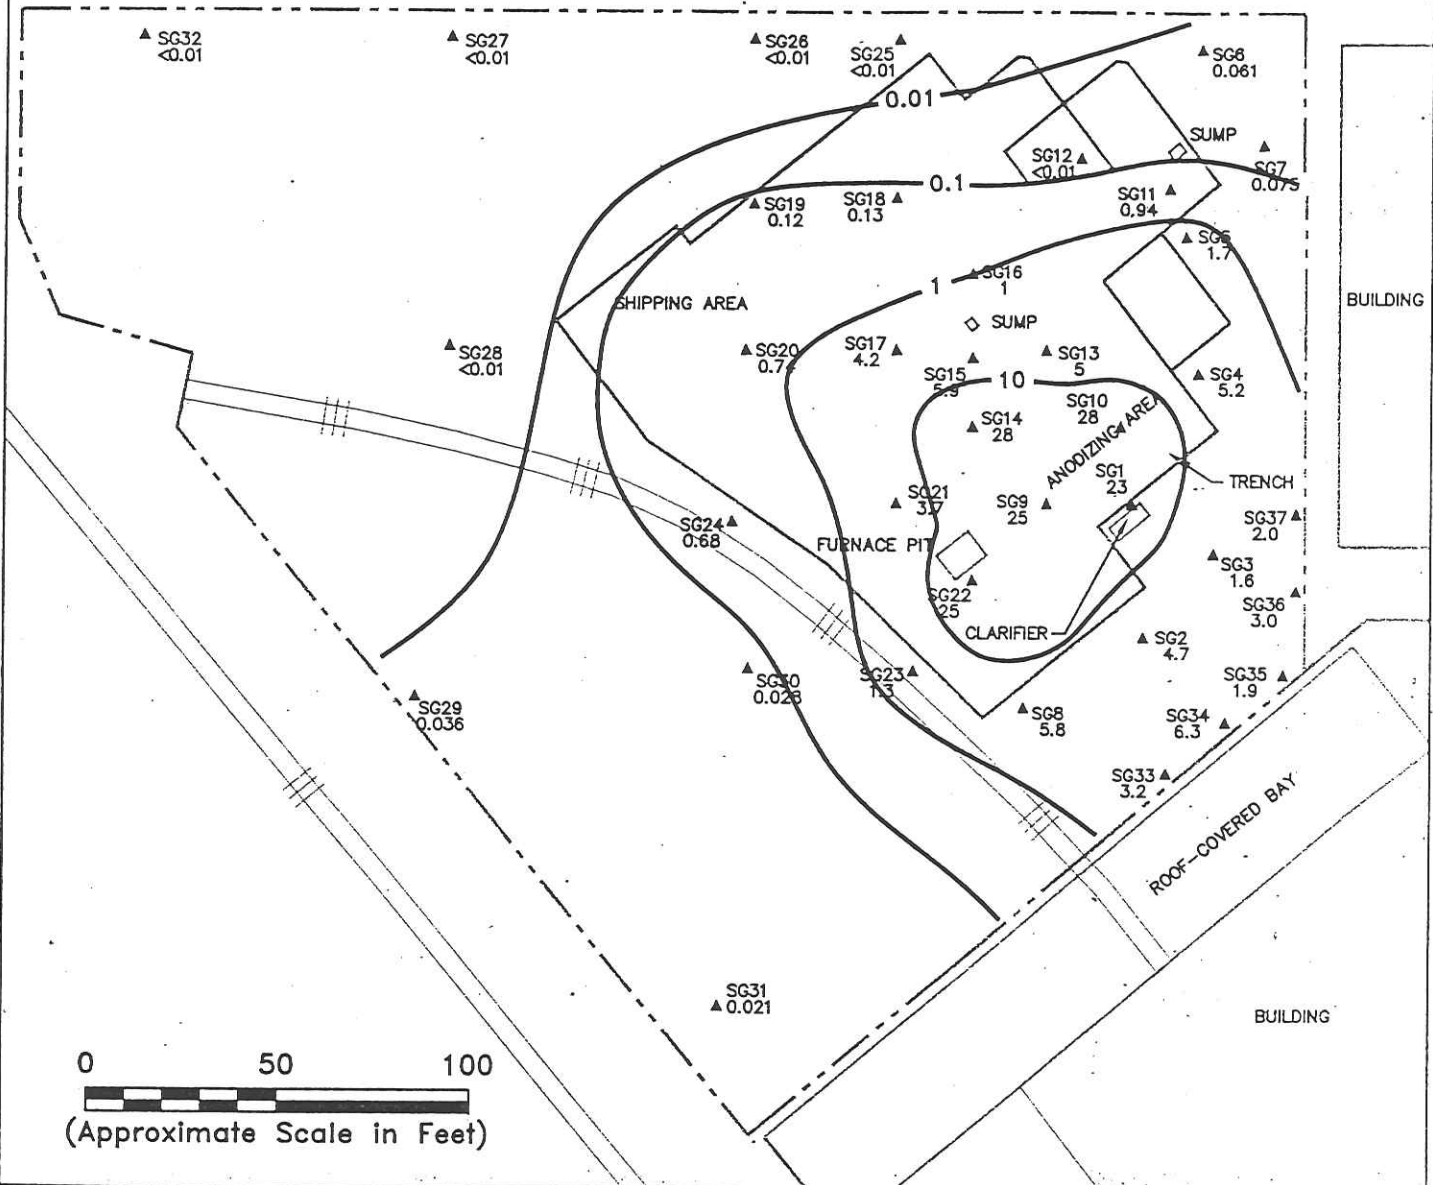 SG32
<0.01
SG27
<0.01
SG26
<0.01
SG25
<0.01
SG6
0.061
0.01
SUMP
SG12
<0.01
SG7
0.075
0.1
SG11
0.94
SG19
0.12
SG18
0.13
SG5
1.7
SG16
1
1
SHIPPING AREA
BUILDING
SUMP
SG28
<0.01
SG20
0.72
SG17
4.2
SG13
5
SG15
5.9
10
SG4
5.2
SG10
28
SG14
28
ANODIZING AREA
SG1
23
TRENCH
SG21
3.7
SG9
25
SG24
0.68
SG37
2.0
FURNACE PIT
SG3
1.6
SG22
25
SG36
3.0
CLARIFIER
SG2
4.7
SG30
0.028
SG23
1.3
SG35
1.9
SG29
0.036
SG8
5.8
SG34
6.3
SG33
3.2
ROOF-COVERED BAY
SG31
0.021
BUILDING
0 50 100
(Approximate Scale in Feet)